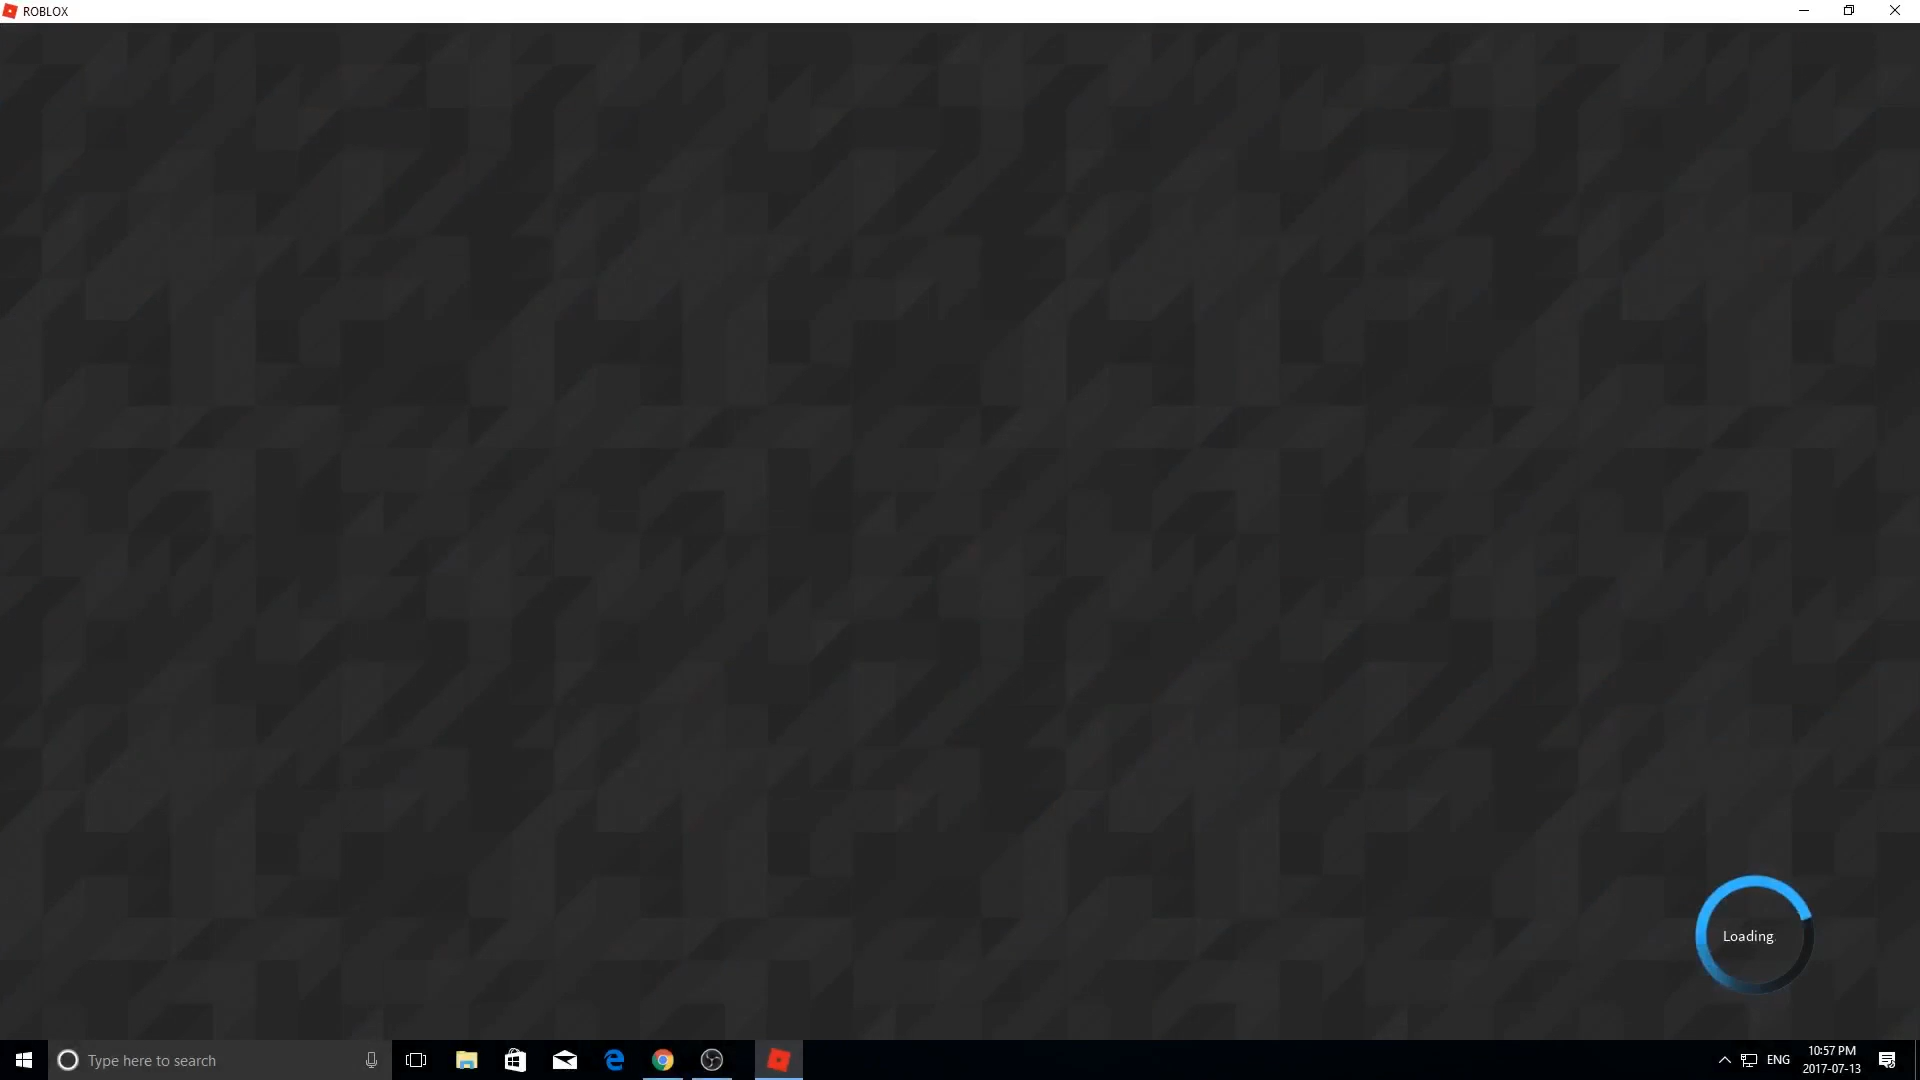 ROBLOX
Loading
Type here to search
ENG
10:57 PM
2017-07-13